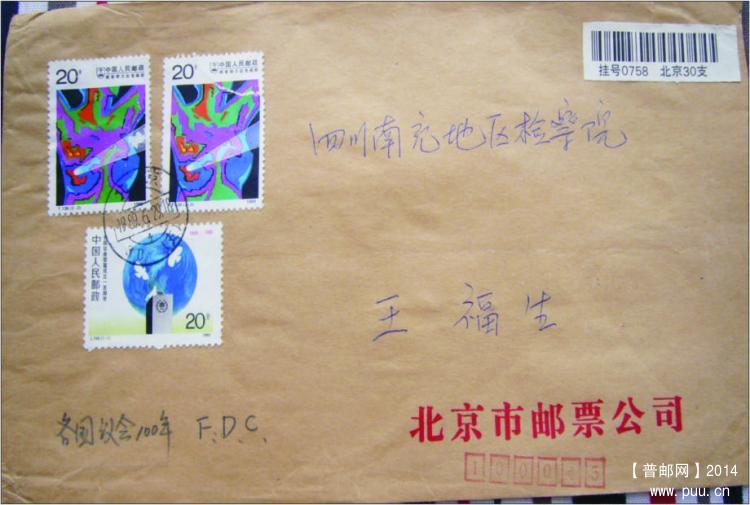 挂号0758 北京30支
20分
中国人民邮政
20分
中国人民邮政
四川南充地区检察院
1989.6.29
中国人民邮政
20分
王福生
各国议会100年 F.D.C.
北京市邮票公司
100045
【普邮网】2014
www.puu.cn